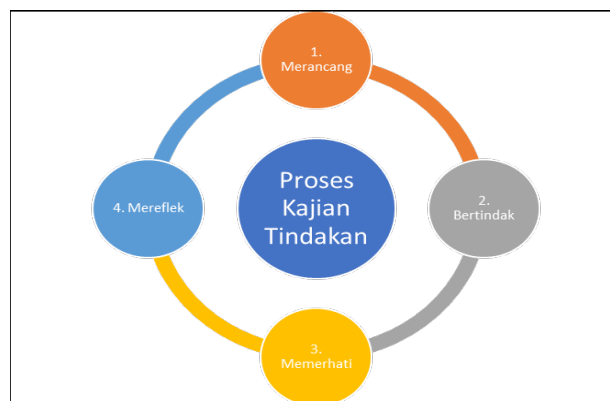 1.
Merancang
Proses
Kajian
Tindakan
4. Mereflek
2.
Bertindak
3.
Memerhati